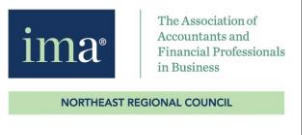 ima®
The Association of
Accountants and
Financial Professionals
in Business
NORTHEAST REGIONAL COUNCIL